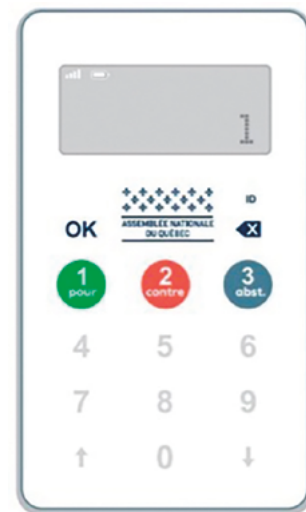 1
ID
OK
ASSEMBLÉE NATIONALE
DU QUÉBEC
1 2 3
pour contre abst.
4 5 6
7 8 9
↑ 0 ↓